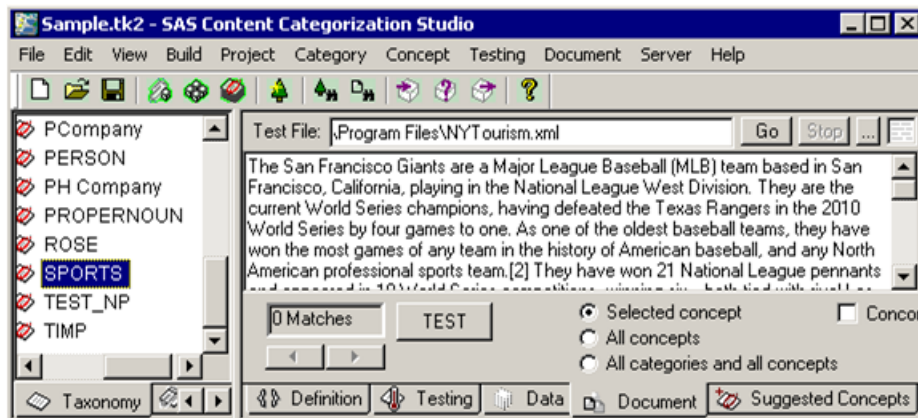 Sample.tk2 - SAS Content Categorization Studio
File Edit View Build Project Category Concept Testing Document Server Help
PCompany
PERSON
PH Company
PROPERNOUN
ROSE
SPORTS
TEST_NP
TIMP
Taxonomy
Test File: \Program Files\NYTourism.xml Go Stop ...
The San Francisco Giants are a Major League Baseball (MLB) team based in San
Francisco, California, playing in the National League West Division. They are the
current World Series champions, having defeated the Texas Rangers in the 2010
World Series by four games to one. As one of the oldest baseball teams, they have
won the most games of any team in the history of American baseball, and any North
American professional sports team.[2] They have won 21 National League pennants
0 Matches TEST
Selected concept
Concor
All concepts
All categories and all concepts
Definition Testing Data Document Suggested Concepts